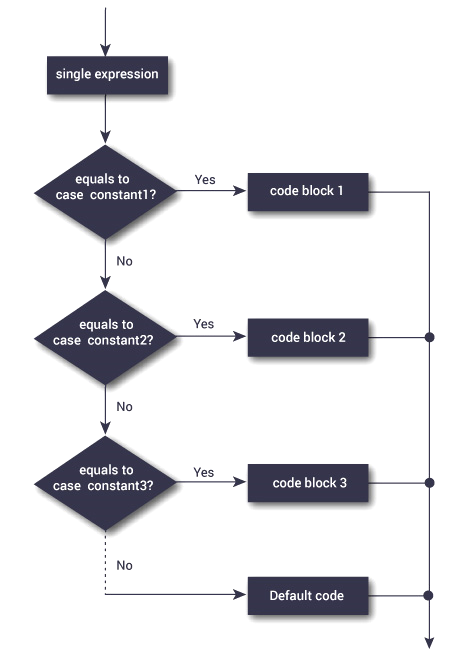 single expression
equals to
case constant1?
Yes
code block 1
No
equals to
case constant2?
Yes
code block 2
No
equals to
case constant3?
Yes
code block 3
No
Default code